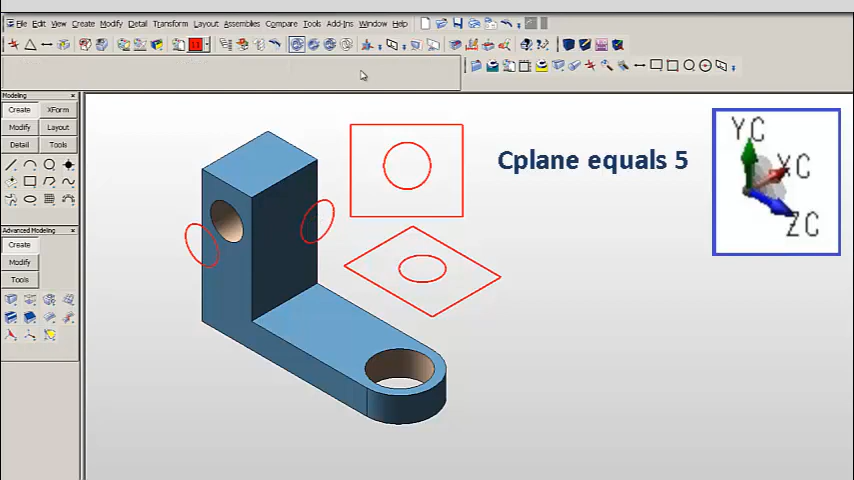 File Edit View Create Modify Detail Transform Layout Assemblies Compare Tools Add-Ins Window Help
Modeling
Create XForm
Modify Layout
Detail Tools
Advanced Modeling
Create
Modify
Tools
Cplane equals 5
YC
XC
ZC